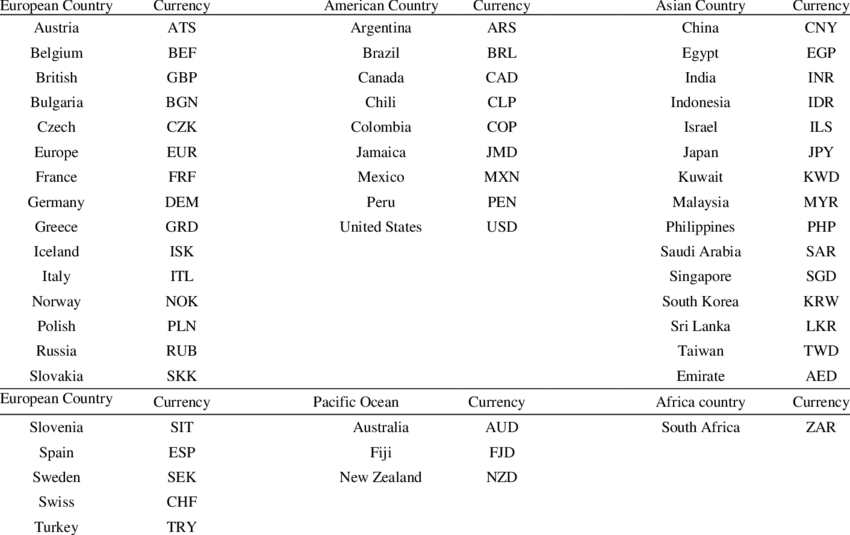 European Country Currency American Country Currency Asian Country Currency
Austria ATS Argentina ARS China CNY
Belgium BEF Brazil BRL Egypt EGP
British GBP Canada CAD India INR
Bulgaria BGN Chili CLP Indonesia IDR
Czech CZK Colombia COP Israel ILS
Europe EUR Jamaica JMD Japan JPY
France FRF Mexico MXN Kuwait KWD
Germany DEM Peru PEN Malaysia MYR
Greece GRD United States USD Philippines PHP
Iceland ISK Saudi Arabia SAR
Italy ITL Singapore SGD
Norway NOK South Korea KRW
Polish PLN Sri Lanka LKR
Russia RUB Taiwan TWD
Slovakia SKK Emirate AED
European Country Currency Pacific Ocean Currency Africa country Currency
Slovenia SIT Australia AUD South Africa ZAR
Spain ESP Fiji FJD
Sweden SEK New Zealand NZD
Swiss CHF
Turkey TRY